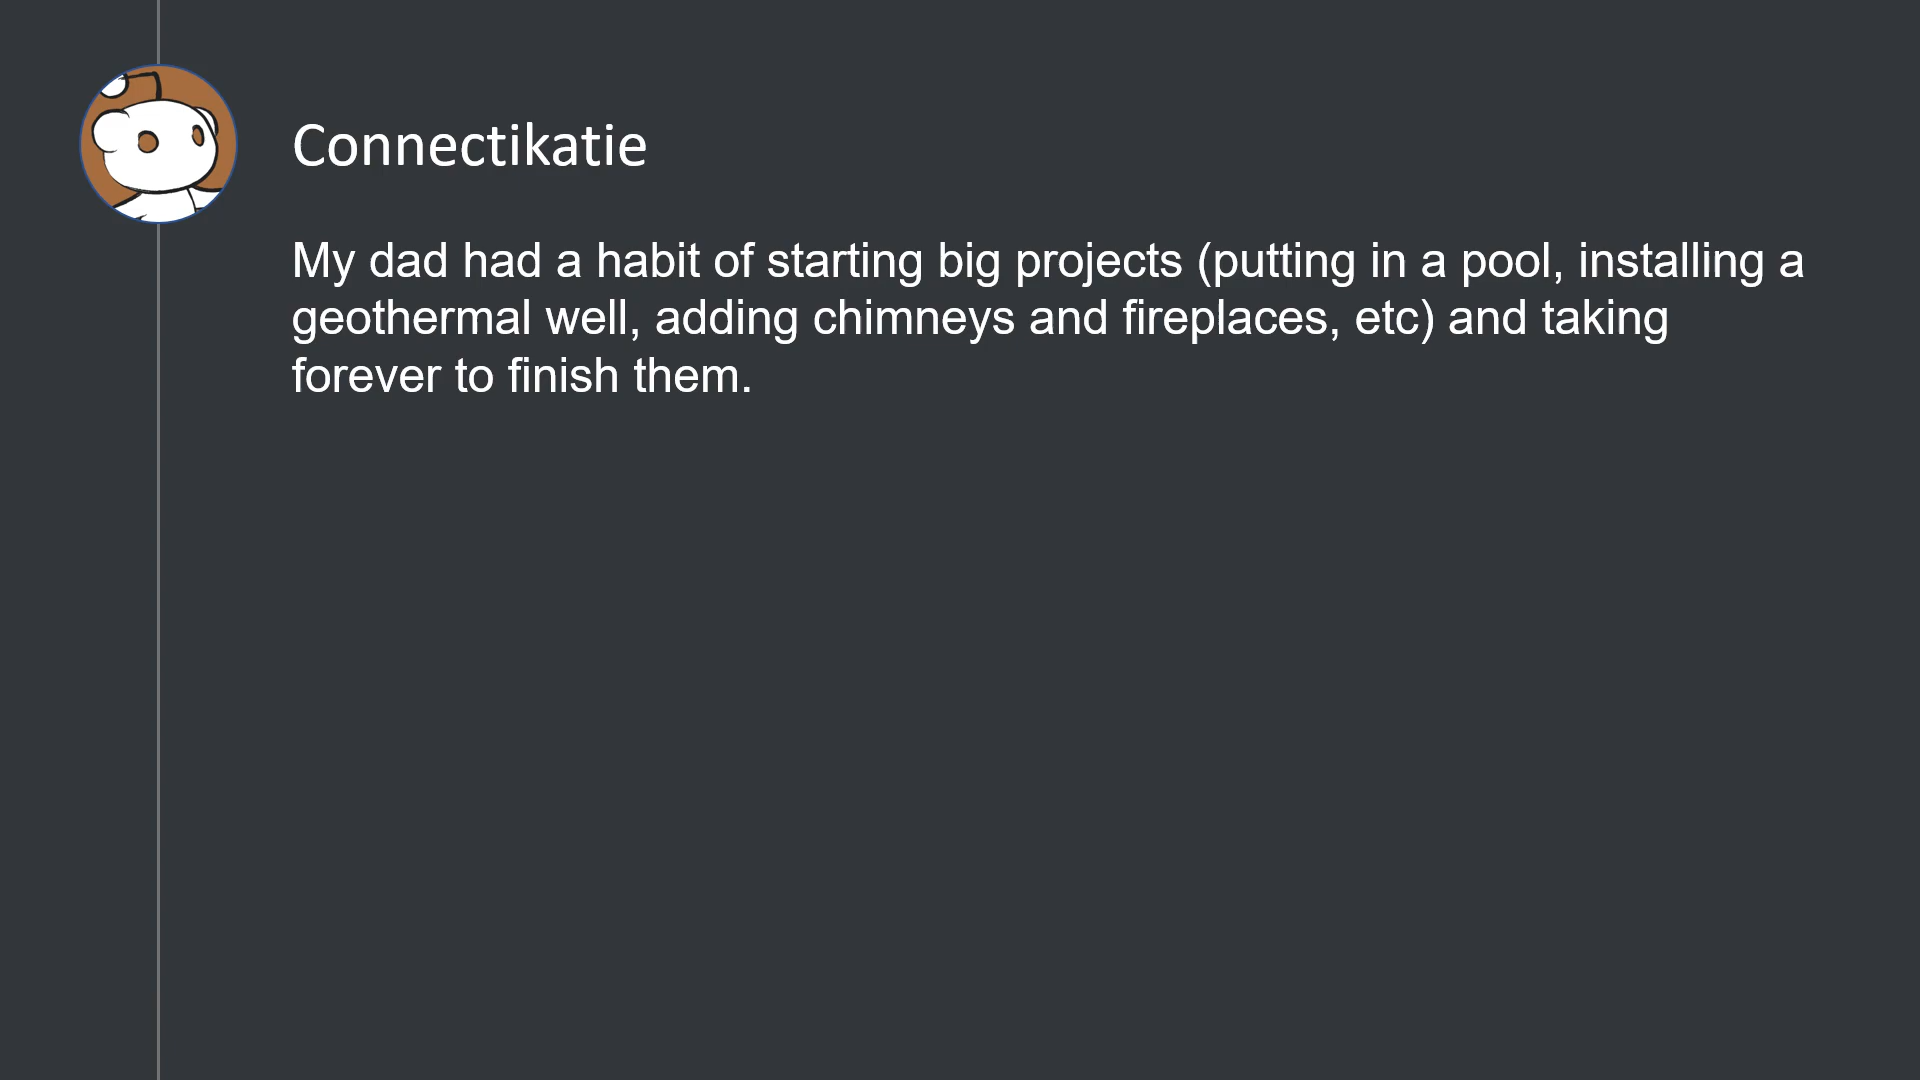 Connectikatie
My dad had a habit of starting big projects (putting in a pool, installing a
geothermal well, adding chimneys and fireplaces, etc) and taking
forever to finish them.